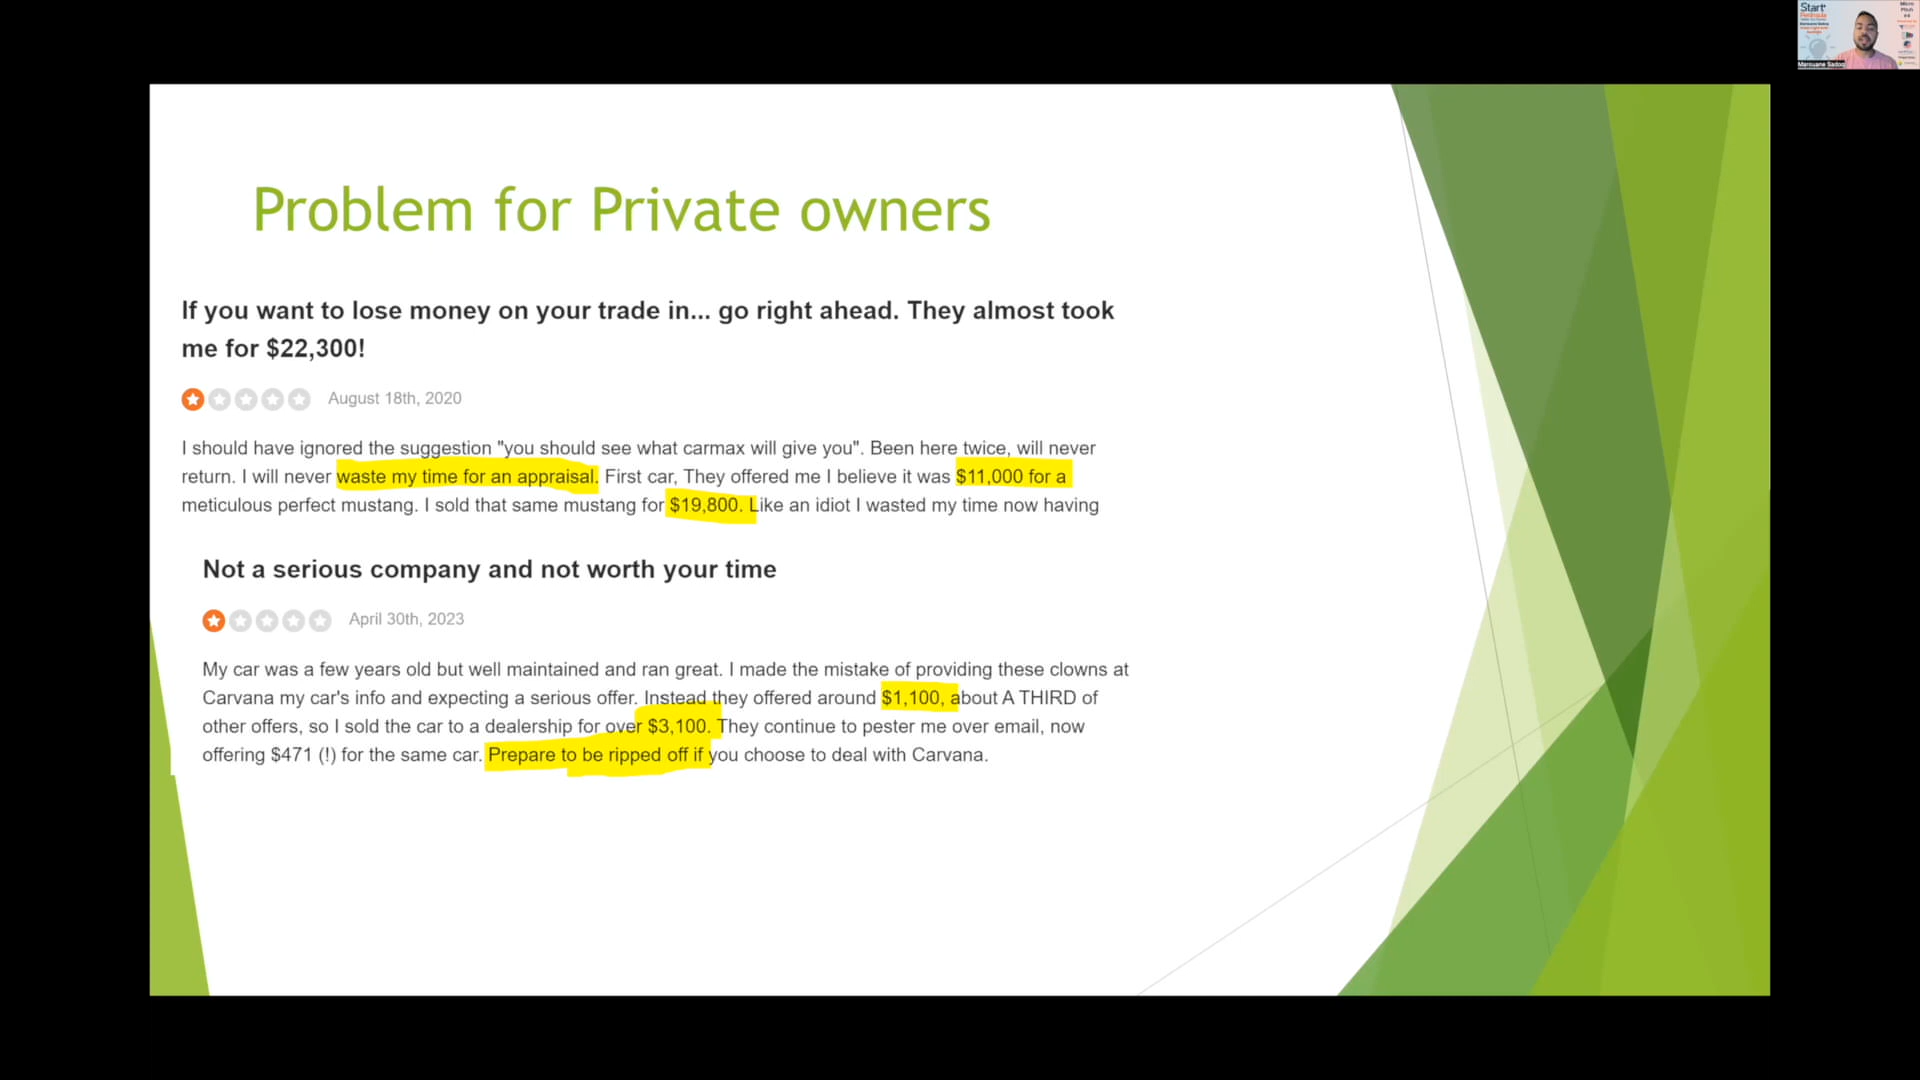 Start
Marouane Sadoq
Problem for Private owners
If you want to lose money on your trade in... go right ahead. They almost took
me for $22,300!
August 18th, 2020
I should have ignored the suggestion "you should see what carmax will give you". Been here twice, will never
return. I will never waste my time for an appraisal. First car, They offered me I believe it was $11,000 for a
meticulous perfect mustang. I sold that same mustang for $19,800. Like an idiot I wasted my time now having
Not a serious company and not worth your time
April 30th, 2023
My car was a few years old but well maintained and ran great. I made the mistake of providing these clowns at
Carvana my car's info and expecting a serious offer. Instead they offered around $1,100, about A THIRD of
other offers, so I sold the car to a dealership for over $3,100. They continue to pester me over email, now
offering $471 (!) for the same car. Prepare to be ripped off if you choose to deal with Carvana.